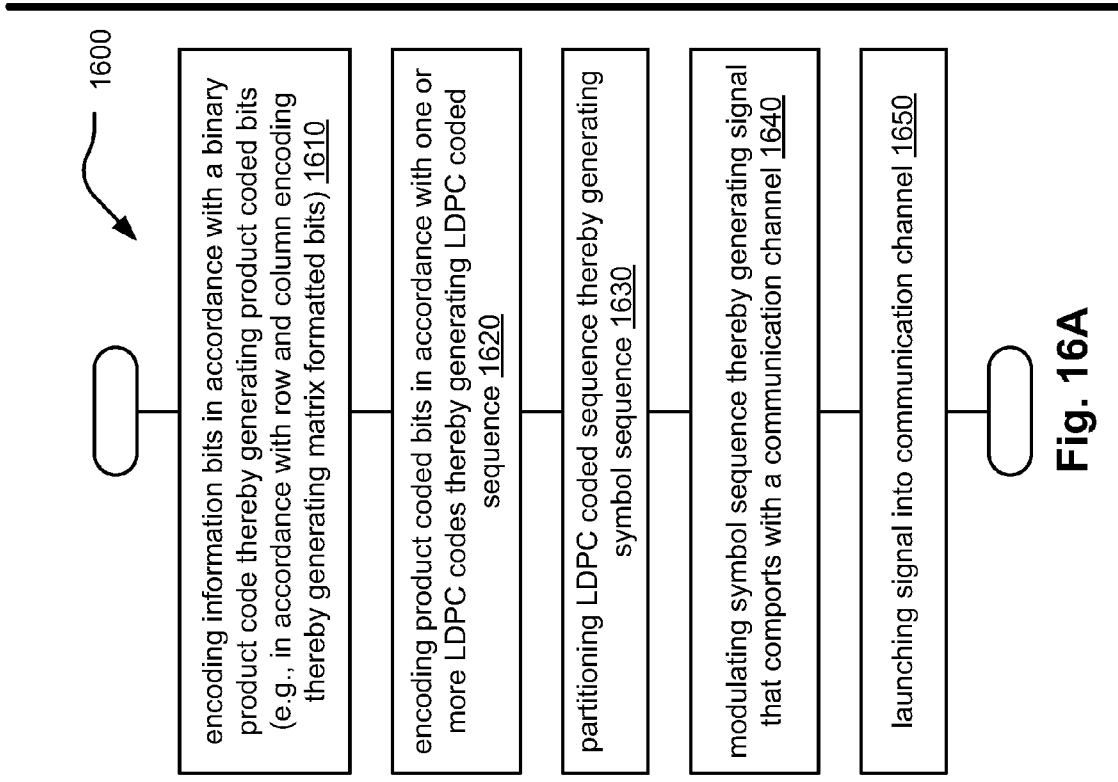 1600
encoding information bits in accordance with a binary
product code thereby generating product coded bits
(e.g., in accordance with row and column encoding
thereby generating matrix formatted bits) 1610
encoding product coded bits in accordance with one or
more LDPC codes thereby generating LDPC coded
sequence 1620
partitioning LDPC coded sequence thereby generating
symbol sequence 1630
modulating symbol sequence thereby generating signal
that comports with a communication channel 1640
launching signal into communication channel 1650
Fig. 16A